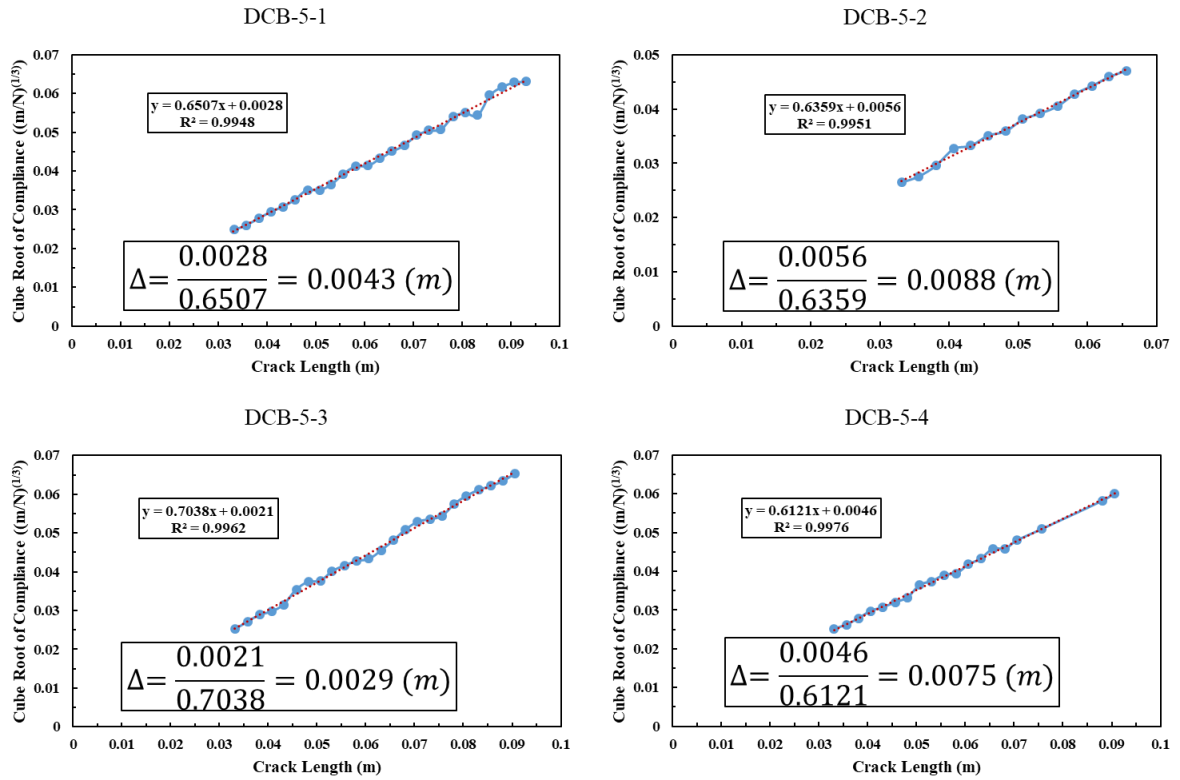 DCB-5-1
0.07
0.06
0.05
0.04
0.03
0.02
0.01
0
Cube Root of Compliance ((m/N)^(1/3))
y = 0.6507x + 0.0028
R² = 0.9948
Δ= 0.0028/0.6507 = 0.0043 (m)
0 0.01 0.02 0.03 0.04 0.05 0.06 0.07 0.08 0.09 0.1
Crack Length (m)
DCB-5-2
0.05
0.04
0.03
0.02
0.01
0
Cube Root of Compliance ((m/N)^(1/3))
y = 0.6359x + 0.0056
R² = 0.9951
Δ= 0.0056/0.6359 = 0.0088 (m)
0 0.01 0.02 0.03 0.04 0.05 0.06 0.07
Crack Length (m)
DCB-5-3
0.07
0.06
0.05
0.04
0.03
0.02
0.01
0
Cube Root of Compliance ((m/N)^(1/3))
y = 0.7038x + 0.0021
R² = 0.9962
Δ= 0.0021/0.7038 = 0.0029 (m)
0 0.01 0.02 0.03 0.04 0.05 0.06 0.07 0.08 0.09 0.1
Crack Length (m)
DCB-5-4
0.07
0.06
0.05
0.04
0.03
0.02
0.01
0
Cube Root of Compliance ((m/N)^(1/3))
y = 0.6121x + 0.0046
R² = 0.9976
Δ= 0.0046/0.6121 = 0.0075 (m)
0 0.01 0.02 0.03 0.04 0.05 0.06 0.07 0.08 0.09 0.1
Crack Length (m)